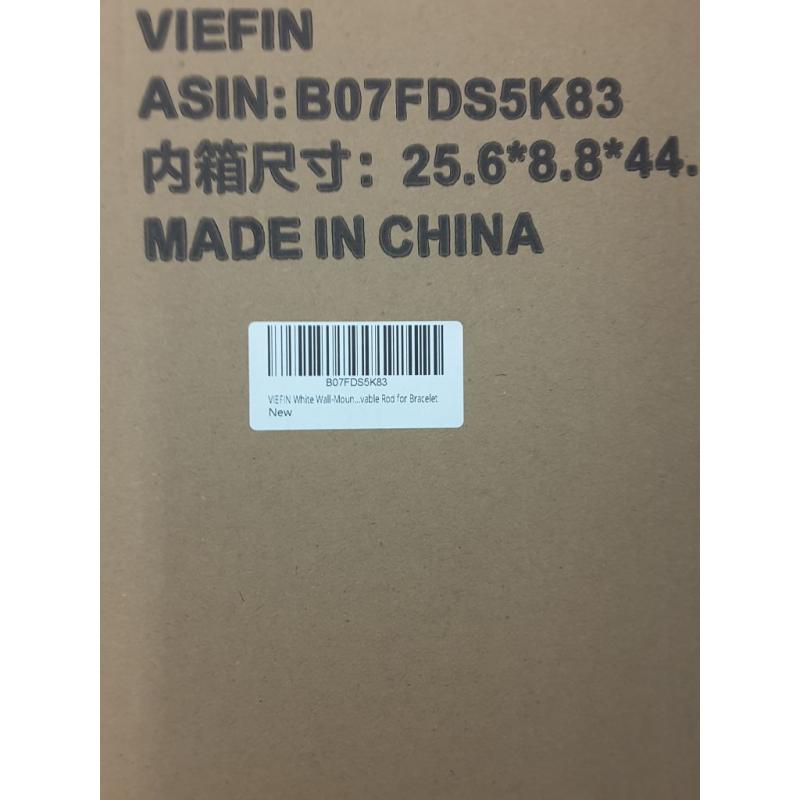 VIEFIN
ASIN:B07FDS5K83
内箱尺寸：25.6*8.8*44.
MADE IN CHINA
B07FDS5K83
VIEFIN White Wall-Moun...vable Rod for Bracelet
New